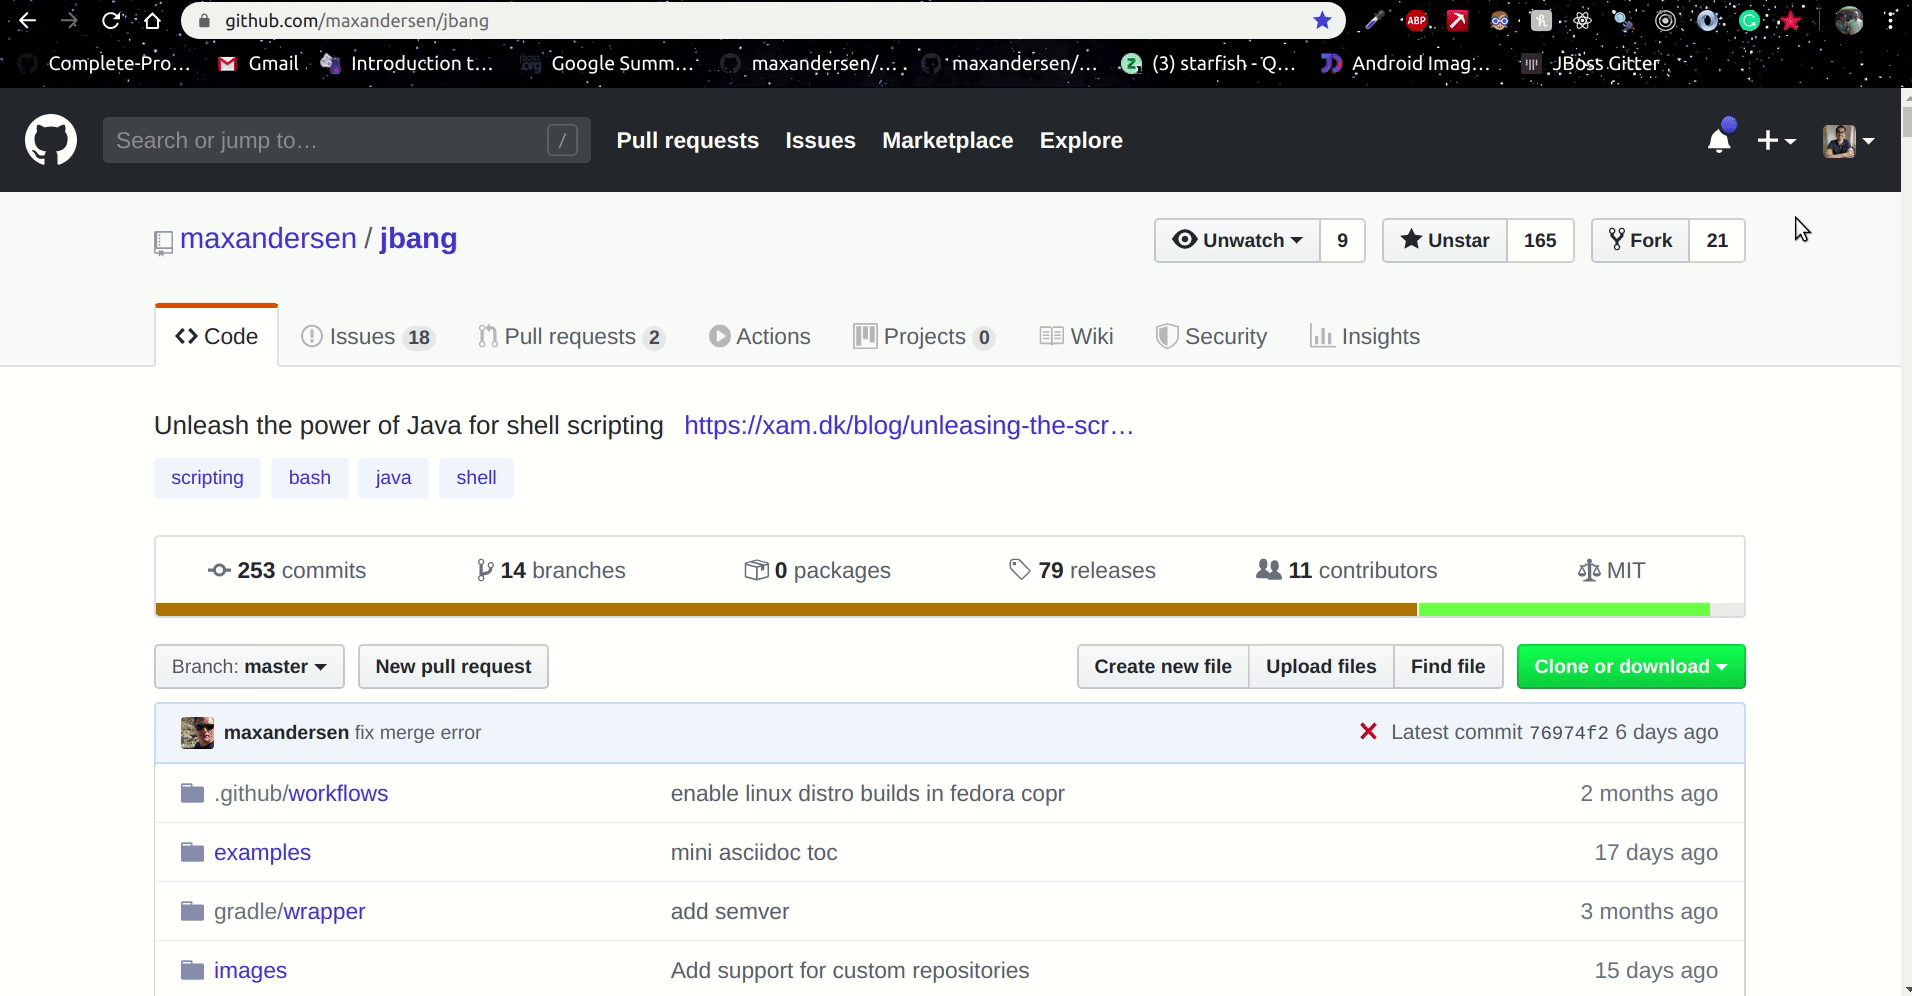 github.com/maxandersen/jbang
ABP
Complete-Pro... Gmail Introduction t... Google Summ... maxandersen/... maxandersen/... (3) starfish - Q... Android Imag... JBoss Gitter
Search or jump to… / Pull requests Issues Marketplace Explore
maxandersen / jbang Unwatch 9 Unstar 165 Fork 21
Code Issues 18 Pull requests 2 Actions Projects 0 Wiki Security Insights
Unleash the power of Java for shell scripting https://xam.dk/blog/unleasing-the-scr…
scripting bash java shell
253 commits 14 branches 0 packages 79 releases 11 contributors MIT
Branch: master New pull request Create new file Upload files Find file Clone or download
maxandersen fix merge error Latest commit 76974f2 6 days ago
.github/workflows enable linux distro builds in fedora copr 2 months ago
examples mini asciidoc toc 17 days ago
gradle/wrapper add semver 3 months ago
images Add support for custom repositories 15 days ago